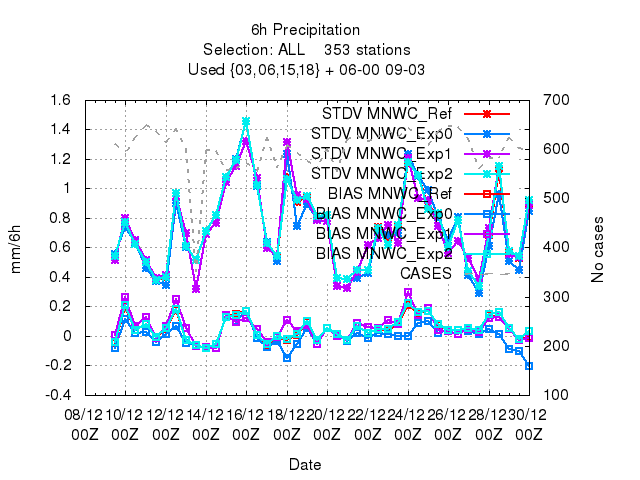 6h Precipitation
Selection: ALL    353 stations
Used {03,06,15,18} + 06-00 09-03
1.6
1.4
1.2
1
0.8
0.6
0.4
0.2
0
-0.2
-0.4
mm/6h
700
600
500
400
300
200
100
No cases
STDV MNWC_Ref
STDV MNWC_Exp0
STDV MNWC_Exp1
STDV MNWC_Exp2
BIAS MNWC_Ref
BIAS MNWC_Exp0
BIAS MNWC_Exp1
BIAS MNWC_Exp2
CASES
08/12 10/12 12/12 14/12 16/12 18/12 20/12 22/12 24/12 26/12 28/12 30/12
00Z 00Z 00Z 00Z 00Z 00Z 00Z 00Z 00Z 00Z 00Z 00Z
Date